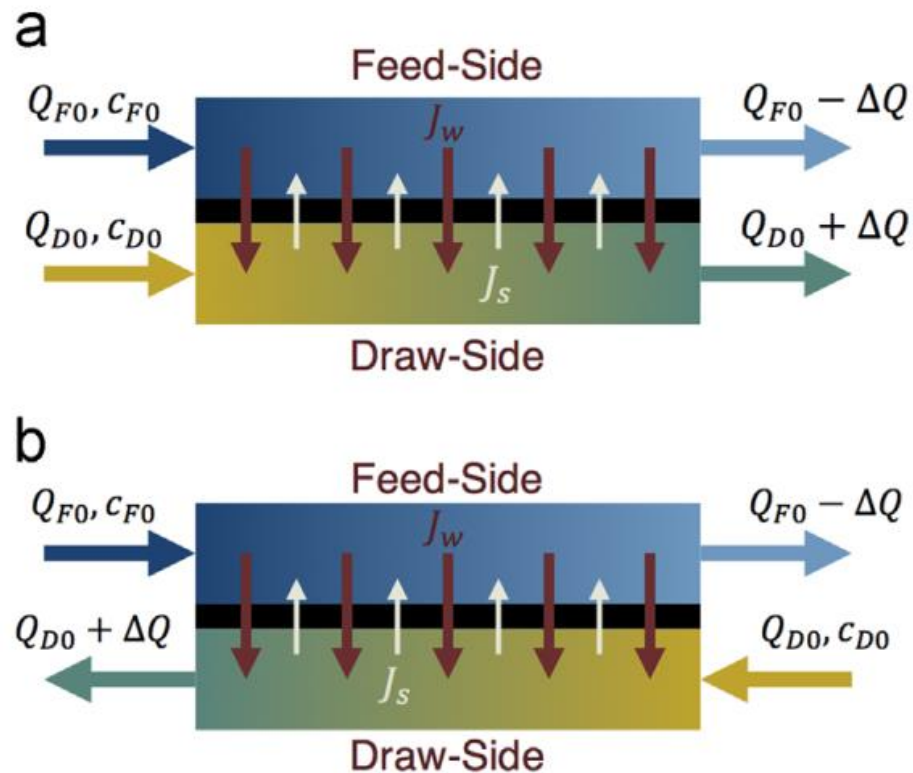 a
Feed-Side
Q_{F0}, c_{F0}
J_w
Q_{F0} − ΔQ
Q_{D0}, c_{D0}
Q_{D0} + ΔQ
J_s
Draw-Side
b
Feed-Side
Q_{F0}, c_{F0}
J_w
Q_{F0} − ΔQ
Q_{D0} + ΔQ
Q_{D0}, c_{D0}
J_s
Draw-Side